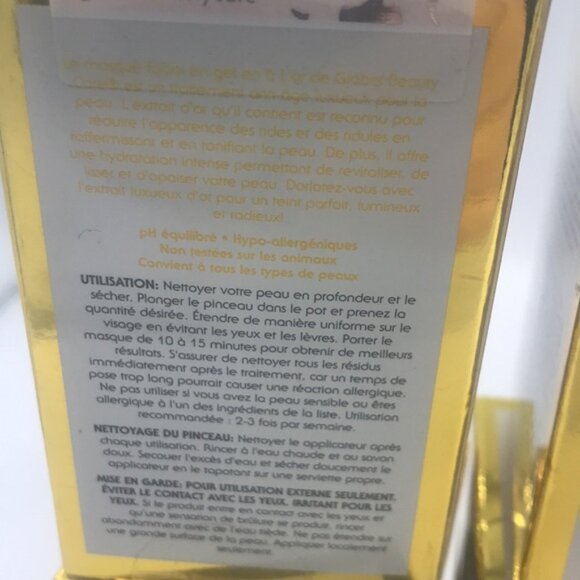 Le masque facial en gel au à L'or de Global Beauty
Care® est un traitement anti-âge luxueux pour la
peau. L'extrait d'or qu'il contient est reconnu pour
réduire l'apparence des rides et des ridules en
raffermissant et en tonifiant la peau. De plus, il offre
une hydratation intense permettant de revitaliser, de
lisser et d'apaiser votre peau. Dorlotez-vous avec
l'extrait luxueux d'or pour un teint parfait, lumineux
et radieux!
pH équilibré • Hypo-allergéniques
Non testées sur les animaux
Convient à tous les types de peaux
UTILISATION: Nettoyer votre peau en profondeur et le
sécher. Plonger le pinceau dans le pot et prenez la
quantité désirée. Étendre de manière uniforme sur le
visage en évitant les yeux et les lèvres. Porter le
masque de 10 à 15 minutes pour obtenir de meilleurs
résultats. S'assurer de nettoyer tous les résidus
immédiatement après le traitement, car un temps de
pose trop long pourrait causer une réaction allergique.
Ne pas utiliser si vous avez la peau sensible ou êtes
allergique à l'un des ingrédients de la liste. Utilisation
recommandée : 2-3 fois par semaine.
NETTOYAGE DU PINCEAU: Nettoyer le applicateur après
chaque utilisation. Rincer à l'eau chaude et au savon
doux. Secouer l'excès d'eau et sécher doucement le
applicateur en le tapotant sur une serviette propre.
MISE EN GARDE: POUR UTILISATION EXTERNE SEULEMENT.
ÉVITER LE CONTACT AVEC LES YEUX. IRRITANT POUR LES
YEUX. Si le produit entre en contact avec les yeux et
qu'une sensation de brûlure se produit, rincer
abondamment avec de l'eau tiède. Ne pas étendre sur
une grande surface de la peau. Appliquer localement
seulement.